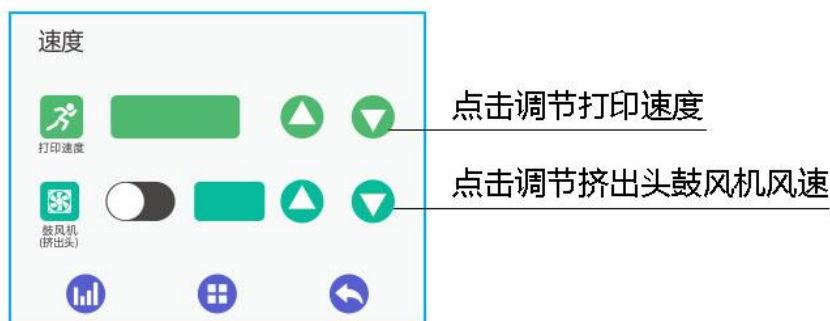 速度
打印速度
点击调节打印速度
鼓风机
(挤出头)
点击调节挤出头鼓风机风速